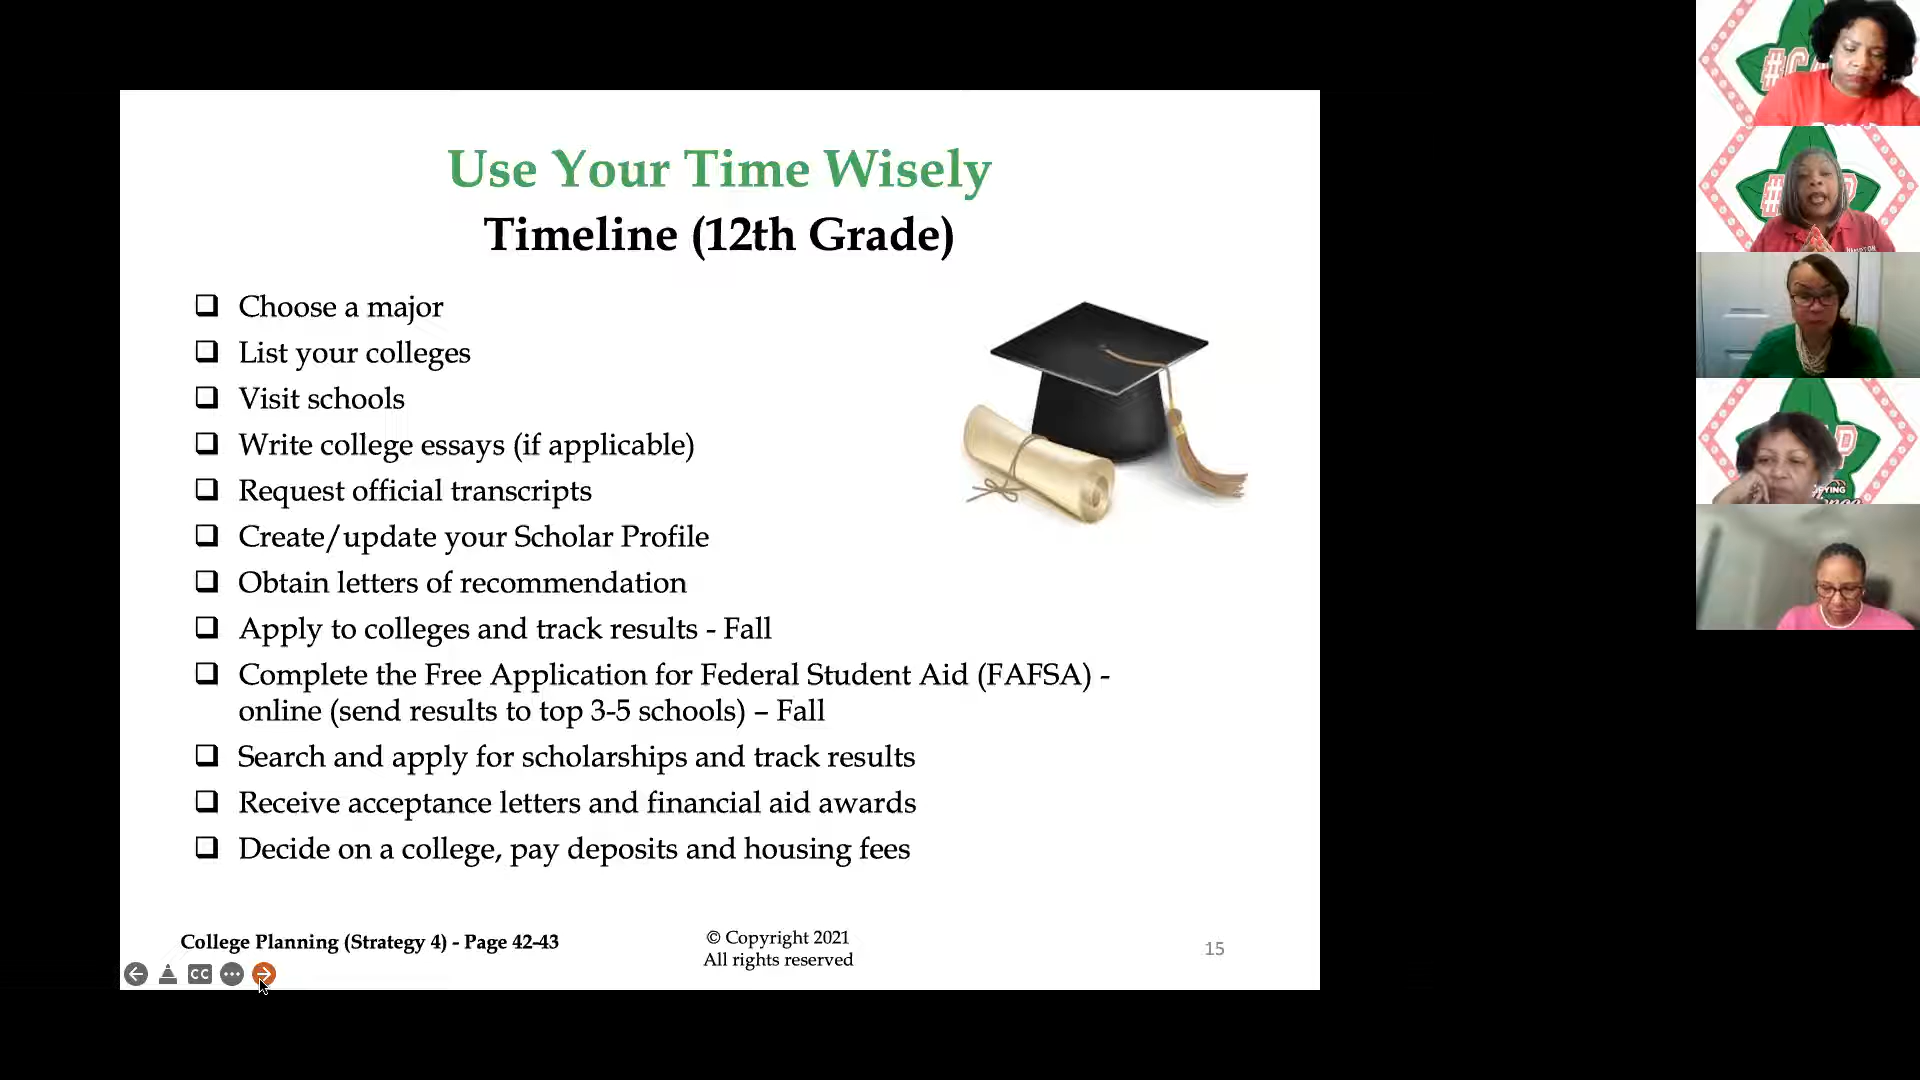 Use Your Time Wisely
Timeline (12th Grade)
❑ Choose a major
❑ List your colleges
❑ Visit schools
❑ Write college essays (if applicable)
❑ Request official transcripts
❑ Create/update your Scholar Profile
❑ Obtain letters of recommendation
❑ Apply to colleges and track results - Fall
❑ Complete the Free Application for Federal Student Aid (FAFSA) -
online (send results to top 3-5 schools) – Fall
❑ Search and apply for scholarships and track results
❑ Receive acceptance letters and financial aid awards
❑ Decide on a college, pay deposits and housing fees
College Planning (Strategy 4) - Page 42-43
© Copyright 2021
All rights reserved
15
CC